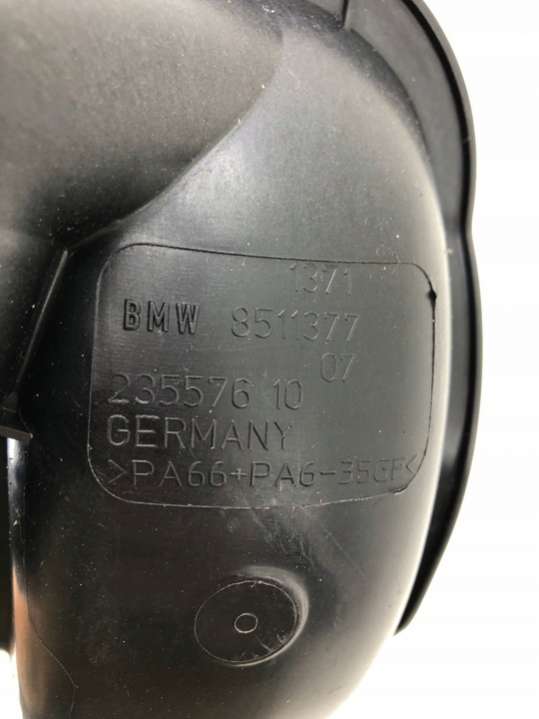 1371
BMW 8511377
07
235576 10
GERMANY
>PA66+PA6-35GF<